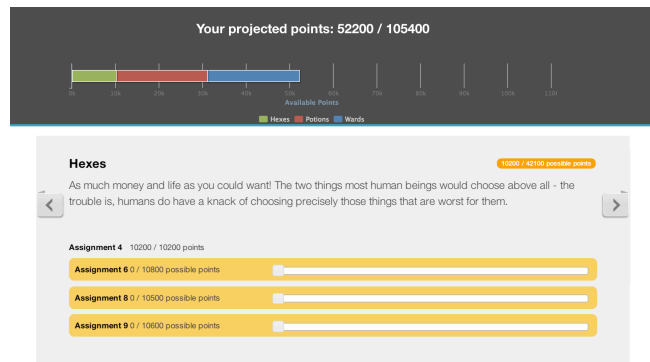 Your projected points: 52200 / 105400
0k 10k 20k 30k 40k 50k 60k 70k 80k 90k 100k 110k
Available Points
Hexes Potions Wards
Hexes
10200 / 42100 possible points
As much money and life as you could want! The two things most human beings would choose above all - the
trouble is, humans do have a knack of choosing precisely those things that are worst for them.
Assignment 4 10200 / 10200 points
Assignment 6 0 / 10800 possible points
Assignment 8 0 / 10500 possible points
Assignment 9 0 / 10600 possible points